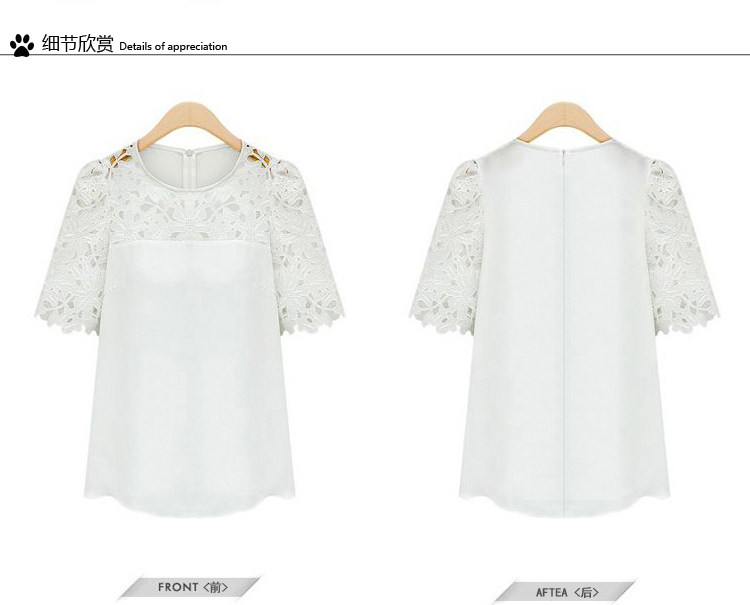 细节欣赏 Details of appreciation
FRONT <前>
AFTEA <后>